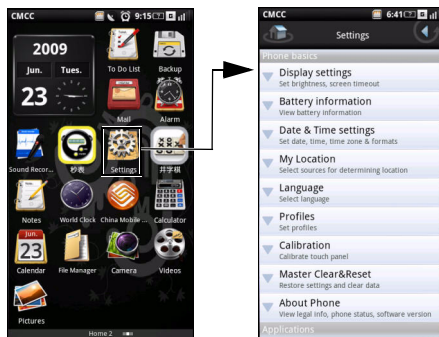 CMCC
9:15
2009
Jun.
Tues.
23
To Do List
Backup
Mail
Alarm
Sound Recor...
秒表
Settings
井字棋
Notes
World Clock
China Mobile ...
Calculator
Jun.
23
Calendar
File Manager
Camera
Videos
Pictures
Home 2
CMCC
6:41
Settings
Phone basics
Display settings
Set brightness, screen timeout
Battery information
View battery information
Date & Time settings
Set date, time, time zone & formats
My Location
Select sources for determining location
Language
Select language
Profiles
Set profiles
Calibration
Calibrate touch panel
Master Clear&Reset
Restore settings and clear data
About Phone
View legal info, phone status, software version
Applications